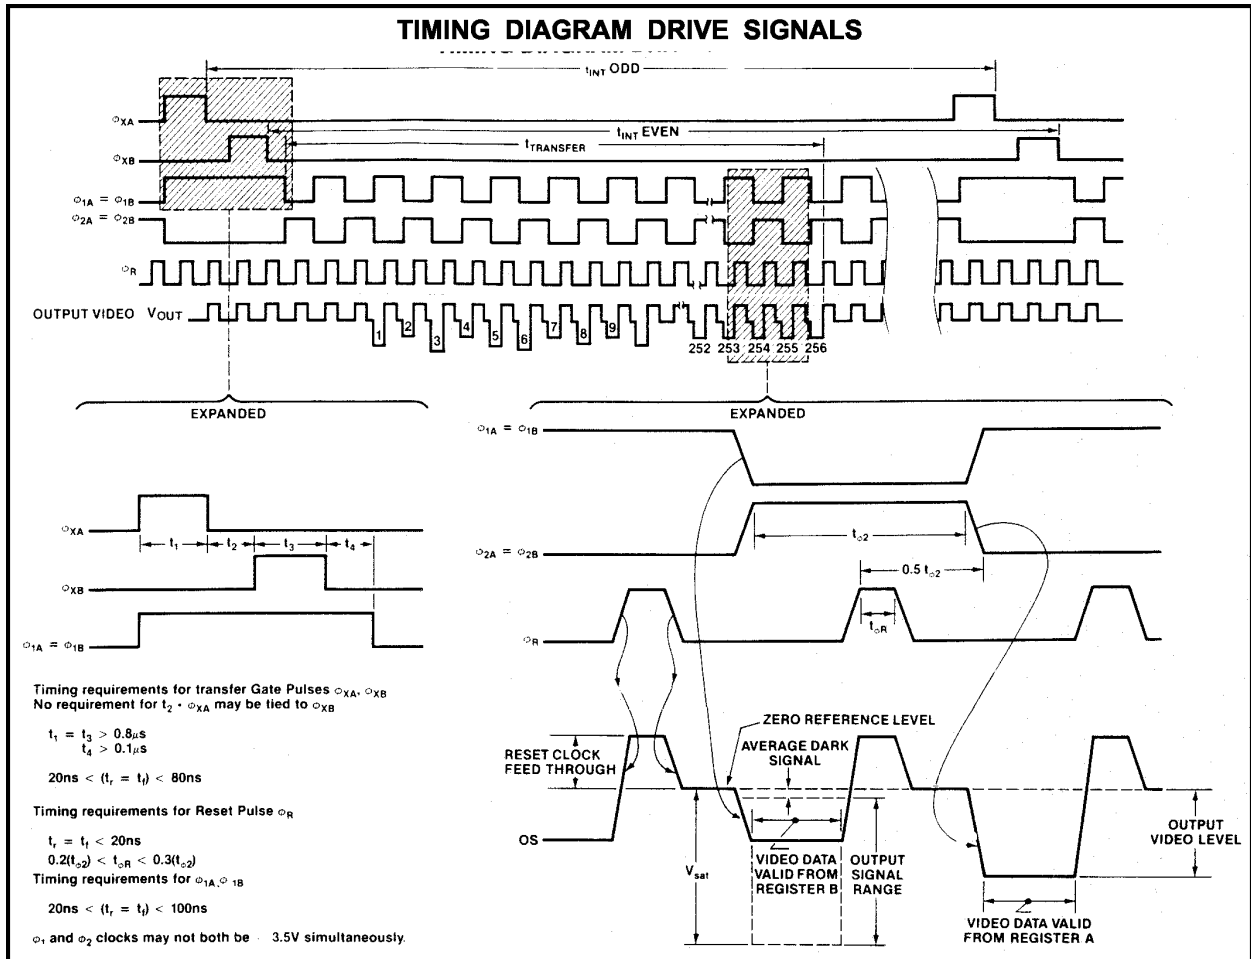 TIMING DIAGRAM DRIVE SIGNALS
tINT ODD
ΦXA
tINT EVEN
tTRANSFER
ΦXB
Φ1A = Φ1B
Φ2A = Φ2B
ΦR
OUTPUT VIDEO VOUT
1 2 3 4 5 6 7 8 9 252 253 254 255 256
EXPANDED
ΦXA
t1 t2 t3 t4
ΦXB
Φ1A = Φ1B
Timing requirements for transfer Gate Pulses ΦXA, ΦXB
No requirement for t2 · ΦXA may be tied to ΦXB
t1 = t3 > 0.8μs
t4 > 0.1μs
20ns < (tr = tf) < 80ns
Timing requirements for Reset Pulse ΦR
tr = tf < 20ns
0.2(tΦ2) < tΦR < 0.3(tΦ2)
Timing requirements for Φ1A, Φ1B
20ns < (tr = tf) < 100ns
Φ1 and Φ2 clocks may not both be 3.5V simultaneously.
EXPANDED
Φ1A = Φ1B
tΦ2
Φ2A = Φ2B
0.5 tΦ2
tΦR
ΦR
ZERO REFERENCE LEVEL
RESET CLOCK
FEED THROUGH
AVERAGE DARK
SIGNAL
OS
Vsat
VIDEO DATA
VALID FROM
REGISTER B
OUTPUT
SIGNAL
RANGE
OUTPUT
VIDEO LEVEL
VIDEO DATA VALID
FROM REGISTER A